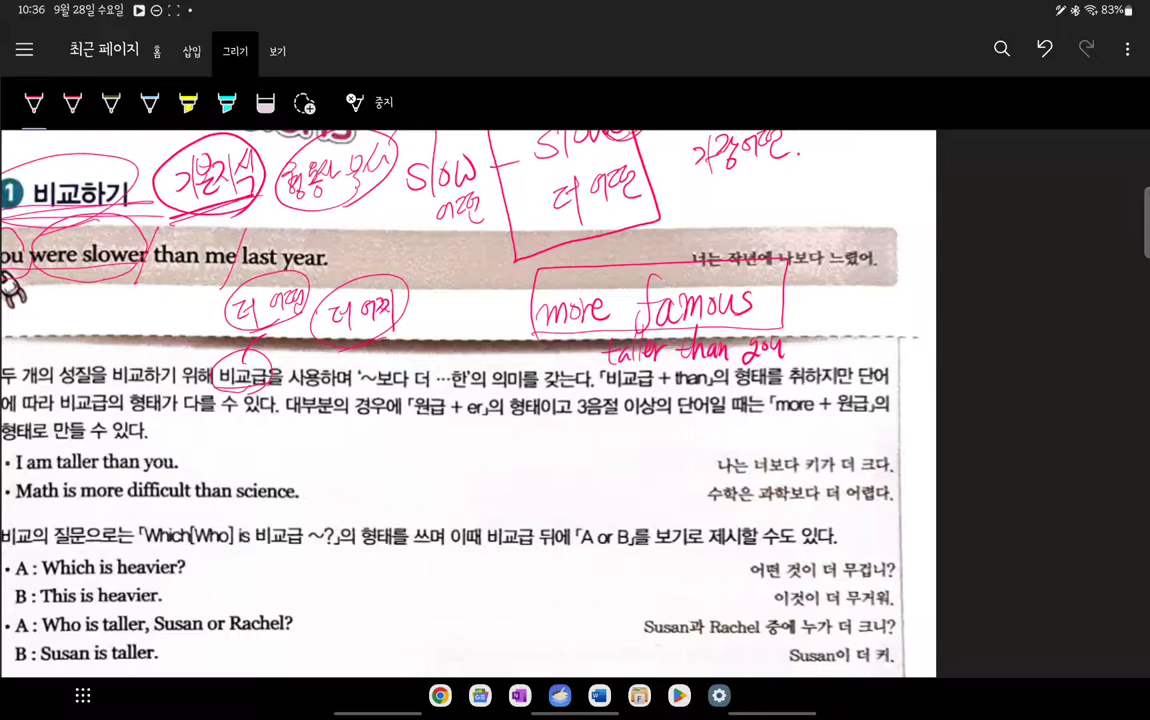 10:36 9월 28일 수요일
83%
최근 페이지 홈 삽입 그리기 보기
중지
기본지식 형용사 부사 slow 어떤
더 어떤
가장 어떤.
1 비교하기
ou were slower than me last year. 너는 작년에 나보다 느렸어.
더 어떤 더 어찌 more famous
taller than you
두 개의 성질을 비교하기 위해 비교급을 사용하며 '~보다 더 …한'의 의미를 갖는다. 「비교급 + than」의 형태를 취하지만 단어
에 따라 비교급의 형태가 다를 수 있다. 대부분의 경우에 「원급 + er」의 형태이고 3음절 이상의 단어일 때는 「more + 원급」의
형태로 만들 수 있다.
• I am taller than you. 나는 너보다 키가 더 크다.
• Math is more difficult than science. 수학은 과학보다 더 어렵다.
비교의 질문으로는 「Which[Who] is 비교급 ~?」의 형태를 쓰며 이때 비교급 뒤에 「A or B」를 보기로 제시할 수도 있다.
• A : Which is heavier? 어떤 것이 더 무겁니?
B : This is heavier. 이것이 더 무거워.
• A : Who is taller, Susan or Rachel? Susan과 Rachel 중에 누가 더 크니?
B : Susan is taller. Susan이 더 커.